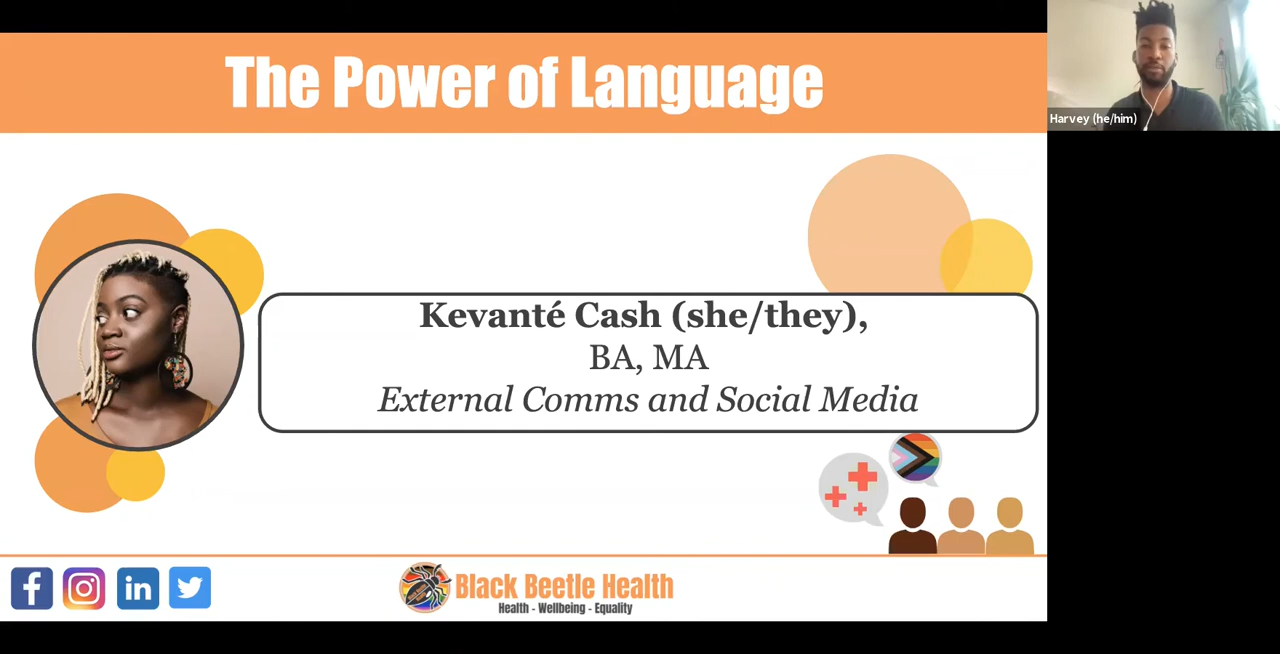 The Power of Language
Harvey (he/him)
Kevanté Cash (she/they),
BA, MA
External Comms and Social Media
Black Beetle Health
Health - Wellbeing - Equality